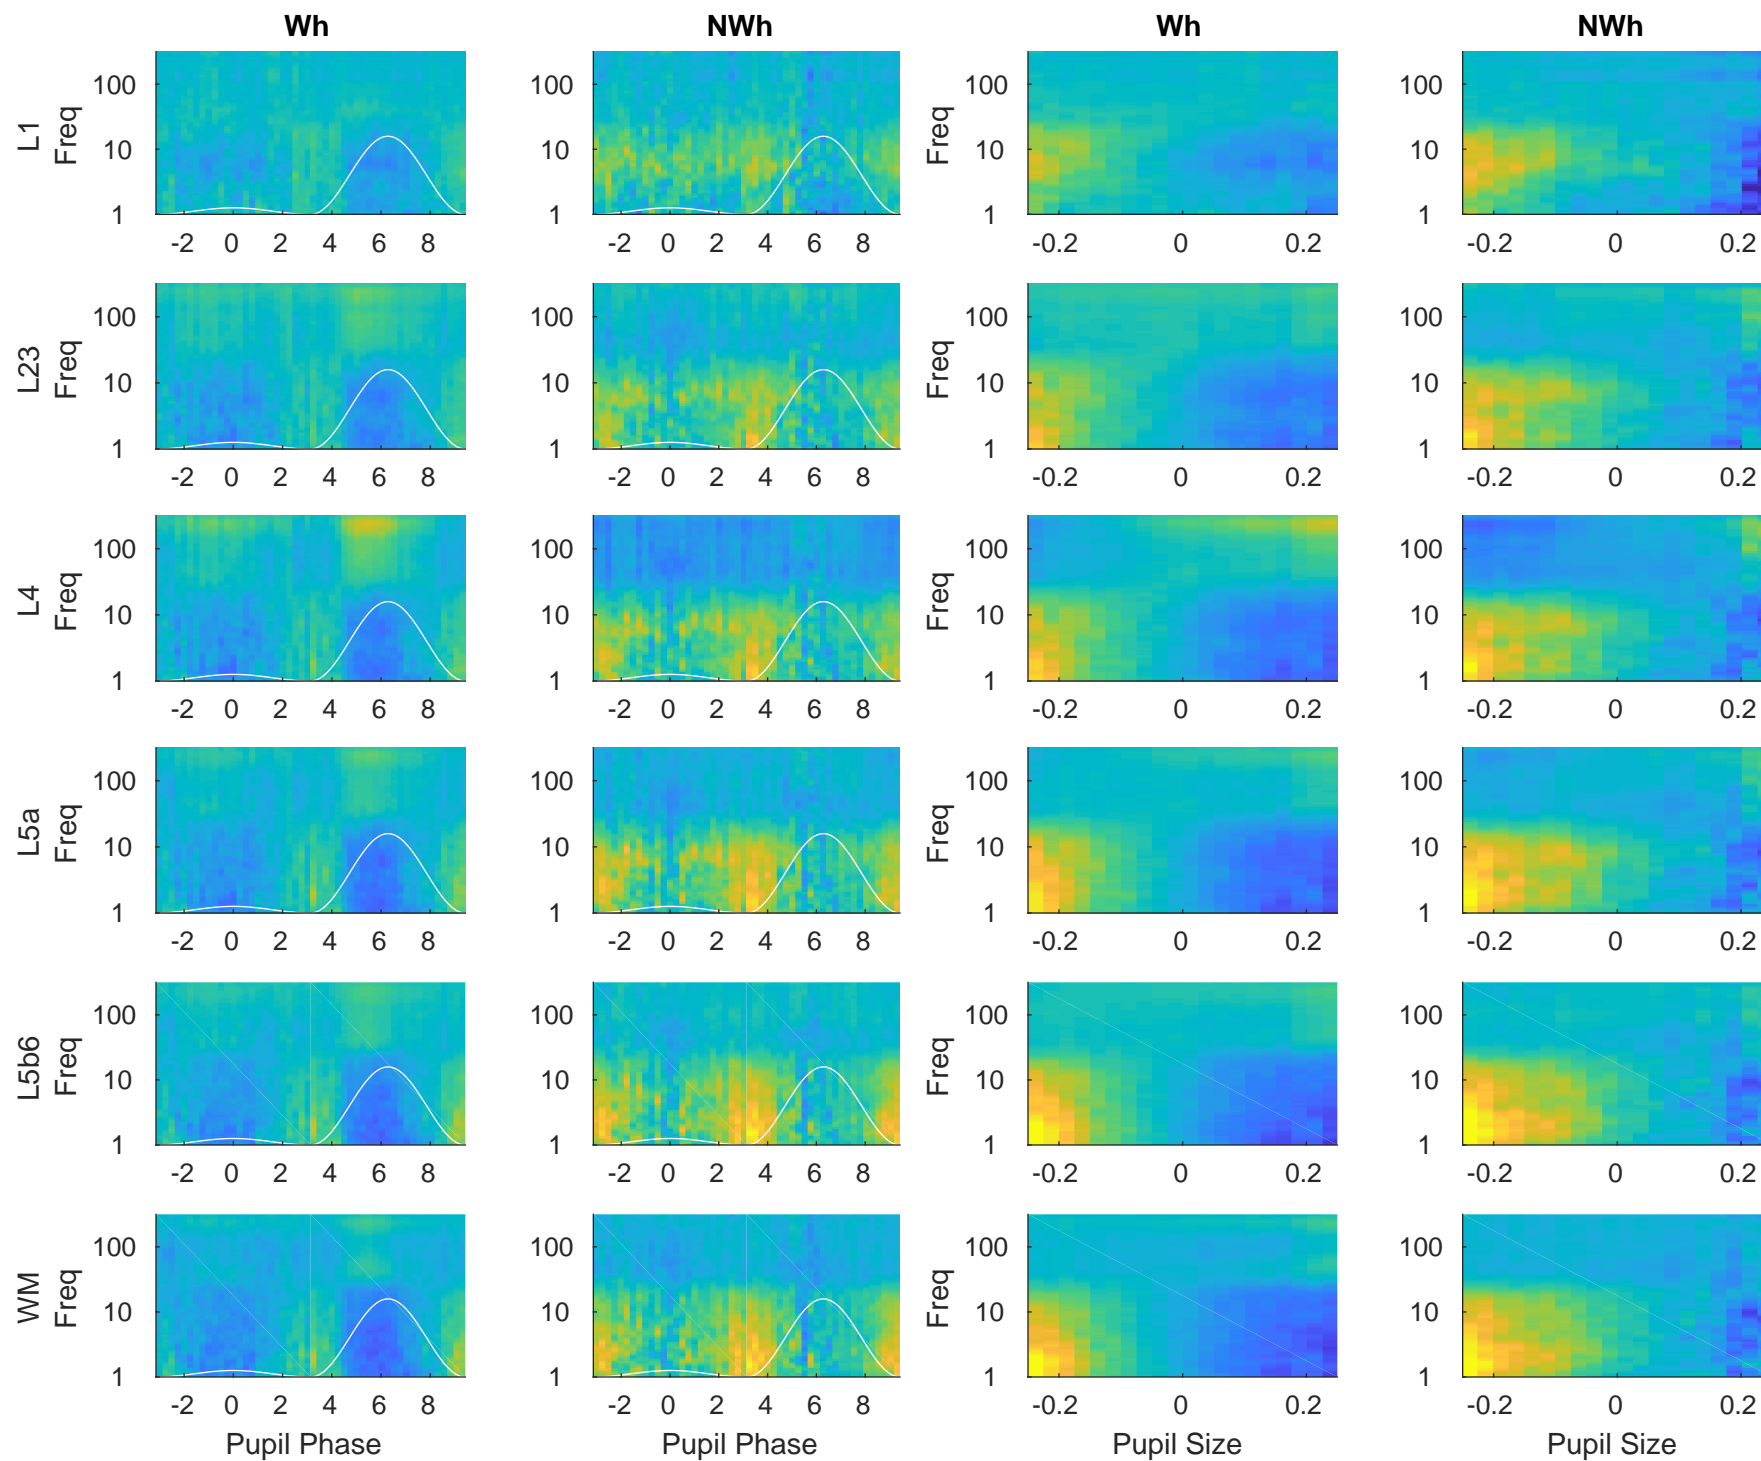 Wh NWh Wh NWh
L1 Freq 100 10 1 100 10 1 Freq 100 10 1 100 10 1
-2 0 2 4 6 8 -2 0 2 4 6 8 -0.2 0 0.2 -0.2 0 0.2
L23 Freq 100 10 1 100 10 1 Freq 100 10 1 100 10 1
-2 0 2 4 6 8 -2 0 2 4 6 8 -0.2 0 0.2 -0.2 0 0.2
L4 Freq 100 10 1 100 10 1 Freq 100 10 1 100 10 1
-2 0 2 4 6 8 -2 0 2 4 6 8 -0.2 0 0.2 -0.2 0 0.2
L5a Freq 100 10 1 100 10 1 Freq 100 10 1 100 10 1
-2 0 2 4 6 8 -2 0 2 4 6 8 -0.2 0 0.2 -0.2 0 0.2
L5b6 Freq 100 10 1 100 10 1 Freq 100 10 1 100 10 1
-2 0 2 4 6 8 -2 0 2 4 6 8 -0.2 0 0.2 -0.2 0 0.2
WM Freq 100 10 1 100 10 1 Freq 100 10 1 100 10 1
-2 0 2 4 6 8 -2 0 2 4 6 8 -0.2 0 0.2 -0.2 0 0.2
Pupil Phase Pupil Phase Pupil Size Pupil Size